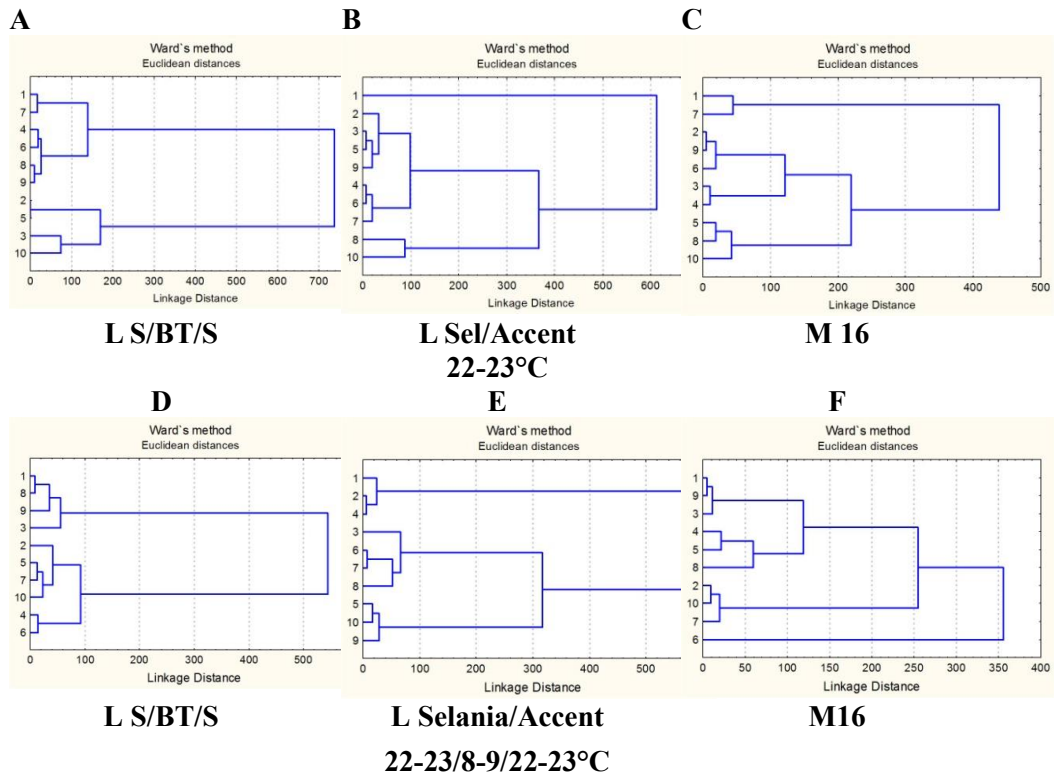 A B C
Ward`s method
Euclidean distances
1
7
4
6
8
9
2
5
3
10
0 100 200 300 400 500 600 700
Linkage Distance
Ward`s method
Euclidean distances
1
2
3
5
9
4
6
7
8
10
0 100 200 300 400 500 600
Linkage Distance
Ward`s method
Euclidean distances
1
7
2
9
6
3
4
5
8
10
0 100 200 300 400 500
Linkage Distance
L S/BT/S
L Sel/Accent
22-23°C
M 16
D E F
Ward`s method
Euclidean distances
1
8
9
3
2
5
7
10
4
6
0 100 200 300 400 500
Linkage Distance
Ward`s method
Euclidean distances
1
2
4
3
6
7
8
5
10
9
0 100 200 300 400 500
Linkage Distance
Ward`s method
Euclidean distances
1
9
3
4
5
8
2
10
7
6
0 50 100 150 200 250 300 350 400
Linkage Distance
L S/BT/S
L Selania/Accent
M16
22-23/8-9/22-23°C